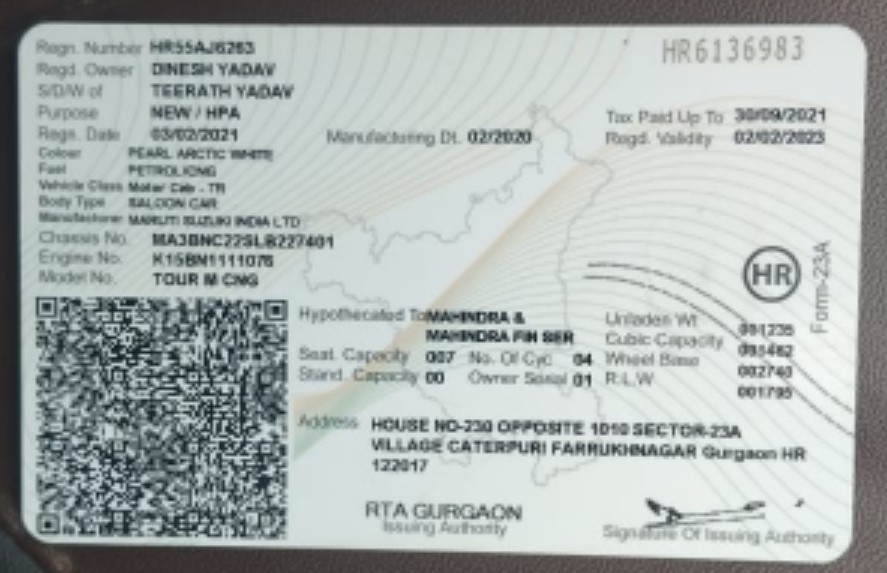 Regn. Number HR55AJ6263
HR6136983
Regd. Owner DINESH YADAV
S/D/W of TEERATH YADAV
Purpose NEW / HPA
Tax Paid Up To 30/09/2021
Regn. Date 03/02/2021
Manufacturing Dt. 02/2020
Regd. Validity 02/02/2023
Colour PEARL ARCTIC WHITE
Fuel PETROL/CNG
Vehicle Class Motor Cab - TR
Body Type SALOON CAR
Manufacturer MARUTI SUZUKI INDIA LTD
Chassis No. MA3BNC22SLB227401
Engine No. K15BN1111076
Model No. TOUR M CNG
HR
Form-23A
Hypothecated To MAHINDRA &
MAHINDRA FIN SER
Unladen Wt 001235
Cubic Capacity
Seat. Capacity 007 No. Of Cyc 04 Wheel Base 002740
Stand. Capacity 00 Owner Serial 01 R.L.W 001795
Address HOUSE NO-230 OPPOSITE 1010 SECTOR-23A
VILLAGE CATERPURI FARRUKHNAGAR Gurgaon HR
122017
RTA GURGAON
Issuing Authority
Signature Of Issuing Authority